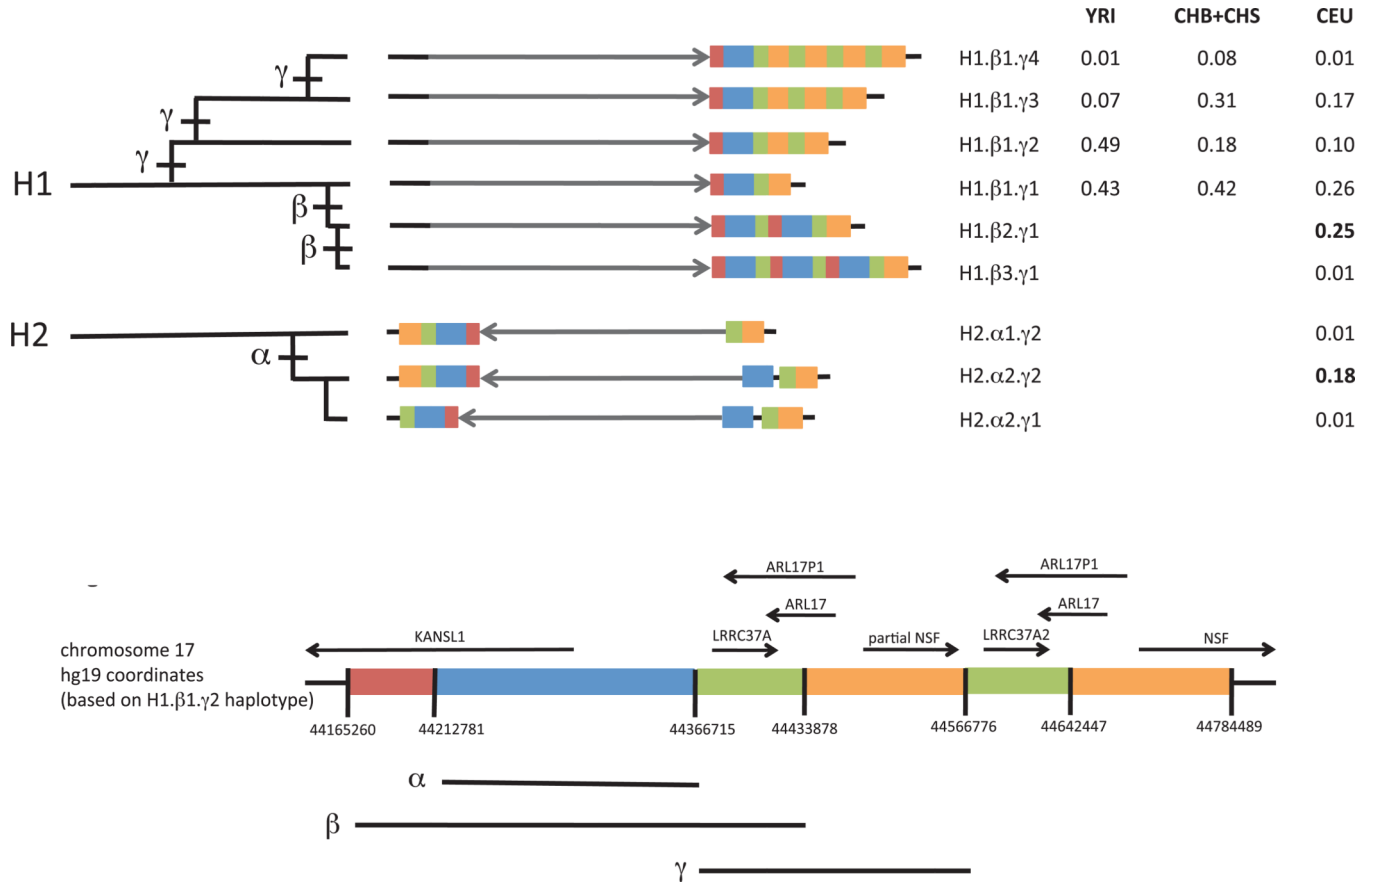 YRI CHB+CHS CEU
γ H1.β1.γ4 0.01 0.08 0.01
γ H1.β1.γ3 0.07 0.31 0.17
γ H1.β1.γ2 0.49 0.18 0.10
H1 H1.β1.γ1 0.43 0.42 0.26
β H1.β2.γ1 0.25
β H1.β3.γ1 0.01
H2 H2.α1.γ2 0.01
α H2.α2.γ2 0.18
H2.α2.γ1 0.01
ARL17P1 ARL17P1
ARL17 ARL17
KANSL1 LRRC37A partial NSF LRRC37A2 NSF
chromosome 17
hg19 coordinates
(based on H1.β1.γ2 haplotype)
44165260 44212781 44366715 44433878 44566776 44642447 44784489
α
β
γ